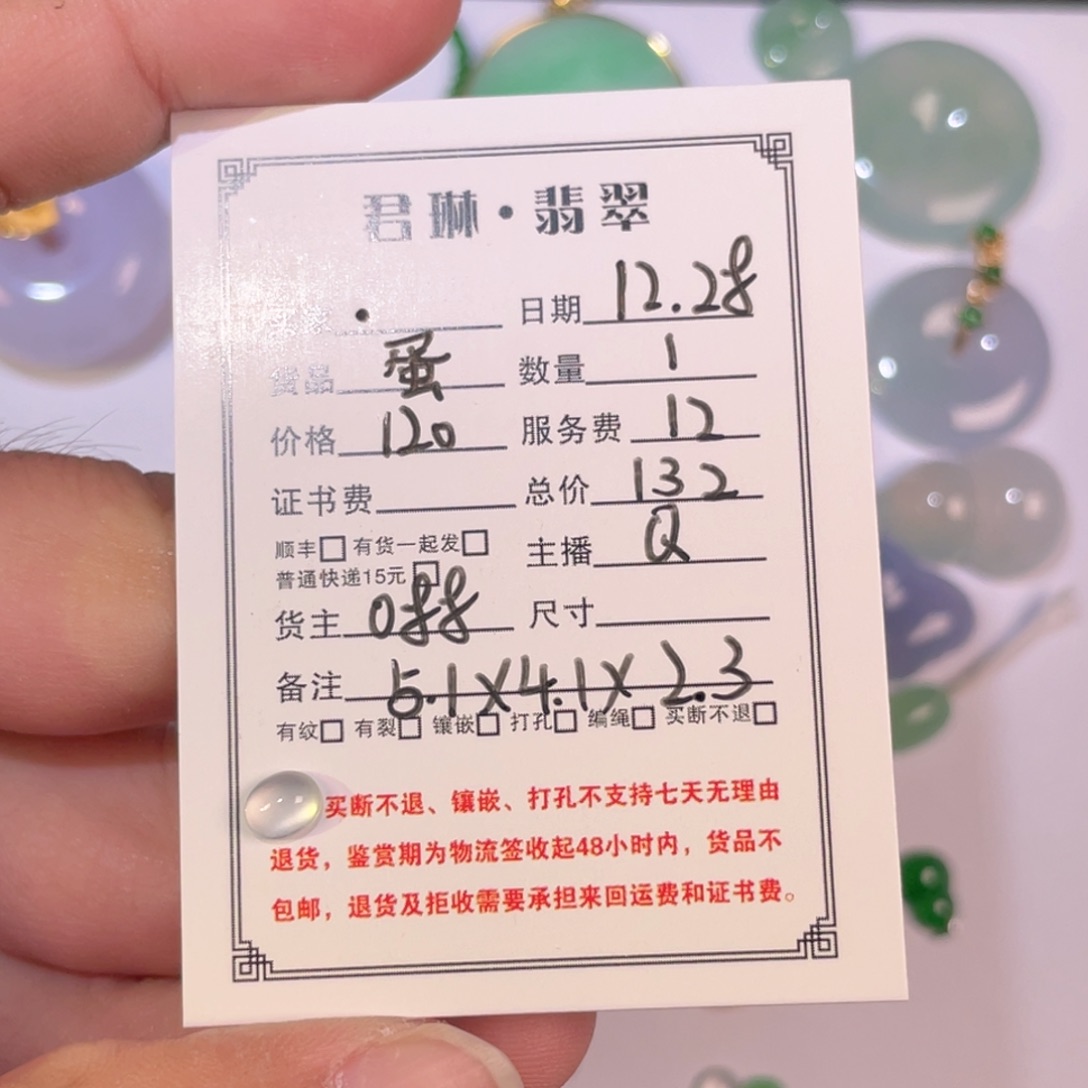 君琳·翡翠
日期 12.28
货品 蛋 数量 1
价格 120 服务费 12
证书费 总价 132
顺丰 有货一起发 主播 Q
普通快递15元
货主 088 尺寸
备注 5.1×4.1×2.3
有纹 有裂 镶嵌 打孔 编绳 买断不退
买断不退、镶嵌、打孔不支持七天无理由
退货，鉴赏期为物流签收起48小时内，货品不
包邮，退货及拒收需要承担来回运费和证书费。